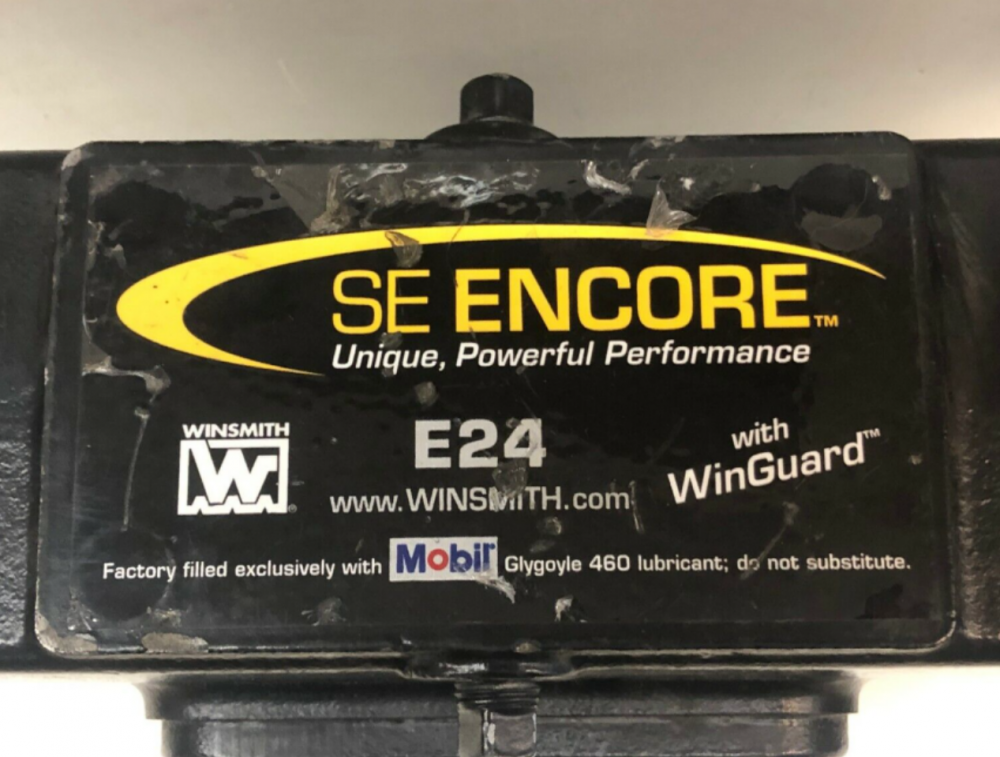 SE ENCORE™
Unique, Powerful Performance
WINSMITH
W
®
E24
www.WINSMITH.com
with
WinGuard™
Factory filled exclusively with Mobil Glygoyle 460 lubricant; do not substitute.